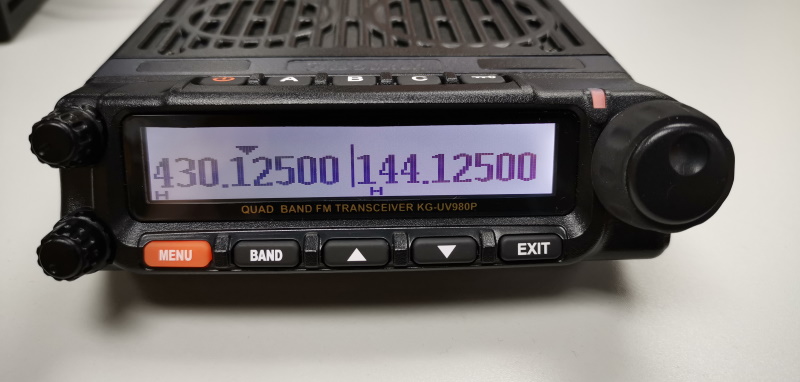 A B C
430.12500 144.12500
H H
QUAD BAND FM TRANSCEIVER KG-UV980P
MENU BAND ▲ ▼ EXIT